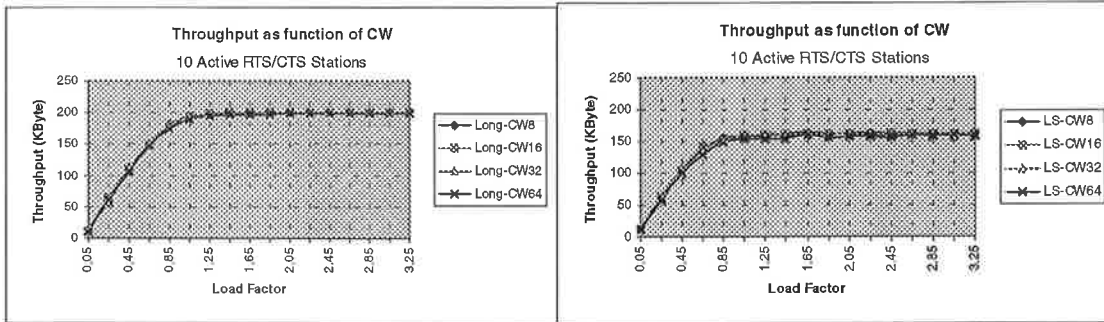 Throughput as function of CW
10 Active RTS/CTS Stations
Throughput (KByte)
250
200
150
100
50
0
0,05
0,45
0,85
1,25
1,65
2,05
2,45
2,85
3,25
Load Factor
Long-CW8
Long-CW16
Long-CW32
Long-CW64
Throughput as function of CW
10 Active RTS/CTS Stations
Throughput (KByte)
250
200
150
100
50
0
0,05
0,45
0,85
1,25
1,65
2,05
2,45
2,85
3,25
Load Factor
LS-CW8
LS-CW16
LS-CW32
LS-CW64